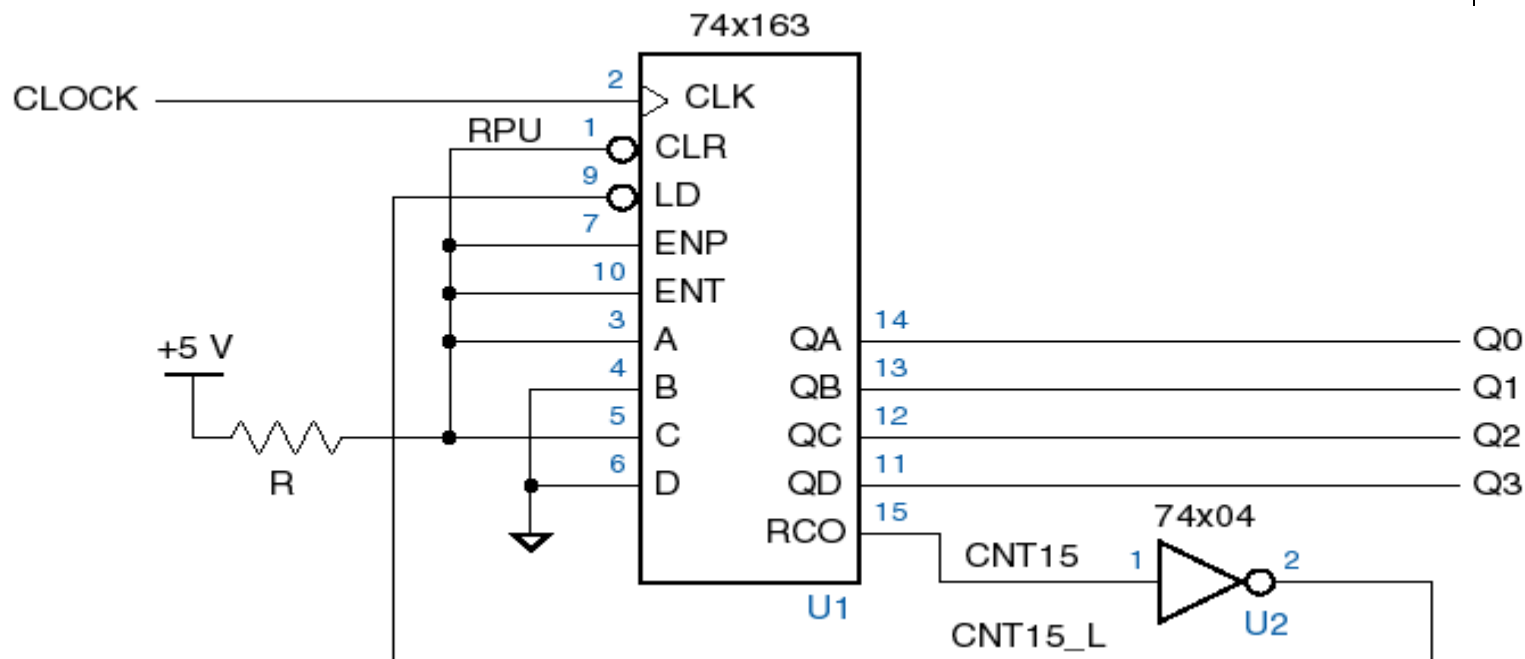 74x163
CLOCK
2
CLK
RPU
1
CLR
9
LD
7
ENP
10
ENT
3
A
QA
14
Q0
+5 V
4
B
QB
13
Q1
5
C
QC
12
Q2
R
6
D
QD
11
Q3
RCO
15
74x04
CNT15
1
2
U1
U2
CNT15_L